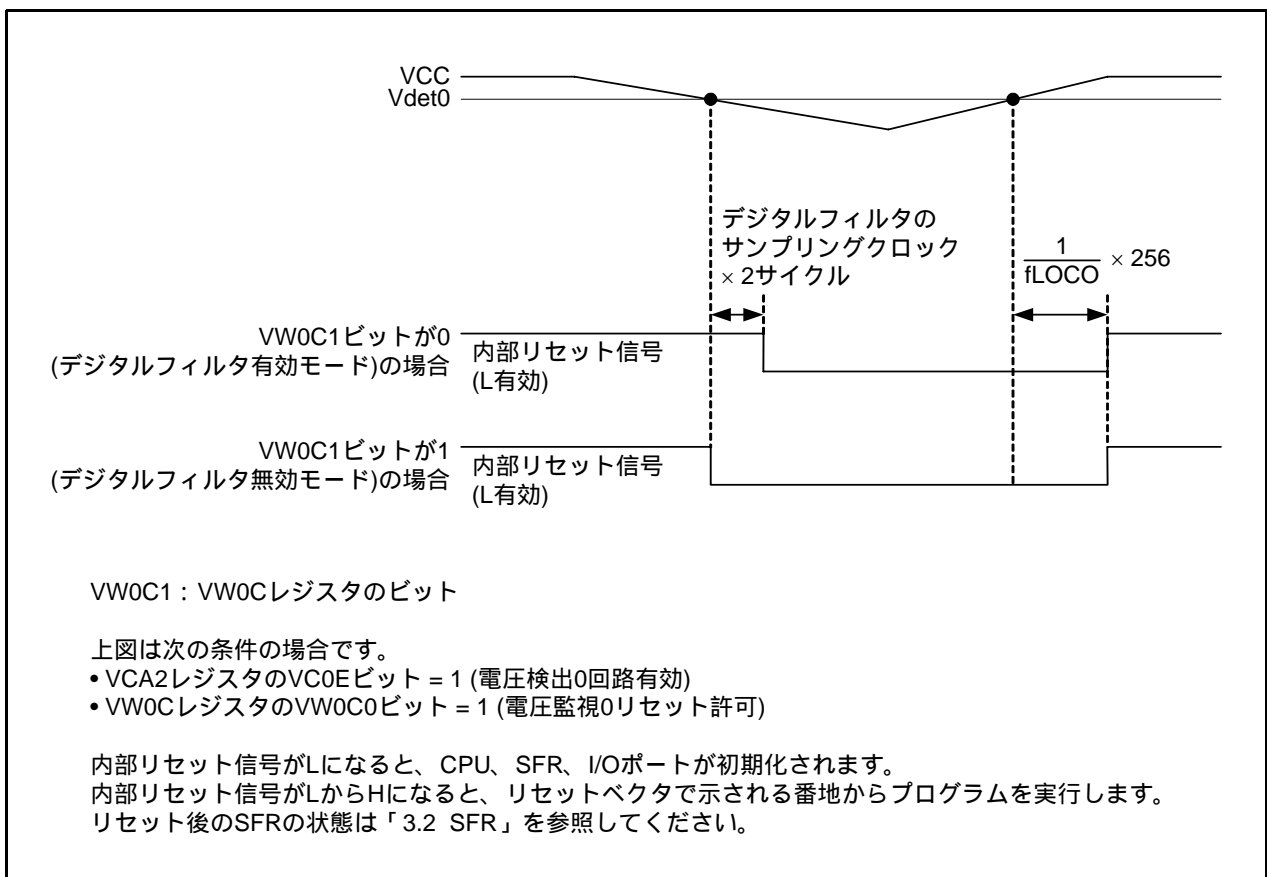 VCC
Vdet0
デジタルフィルタの
サンプリングクロック
× 2サイクル
1
fLOCO
× 256
VW0C1ビットが0
(デジタルフィルタ有効モード)の場合
内部リセット信号
(L有効)
VW0C1ビットが1
(デジタルフィルタ無効モード)の場合
内部リセット信号
(L有効)
VW0C1：VW0Cレジスタのビット
上図は次の条件の場合です。
• VCA2レジスタのVC0Eビット = 1 (電圧検出0回路有効)
• VW0CレジスタのVW0C0ビット = 1 (電圧監視0リセット許可)
内部リセット信号がLになると、CPU、SFR、I/Oポートが初期化されます。
内部リセット信号がLからHになると、リセットベクタで示される番地からプログラムを実行します。
リセット後のSFRの状態は「3.2 SFR」を参照してください。